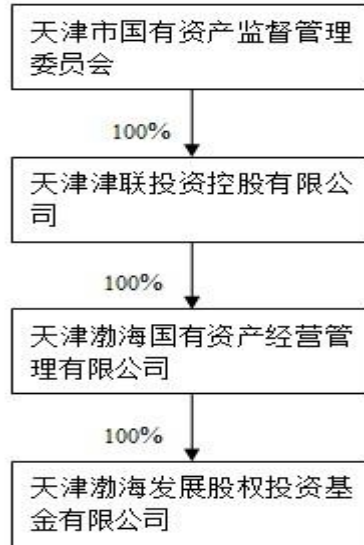 天津市国有资产监督管理
委员会
100%
天津津联投资控股有限公
司
100%
天津渤海国有资产经营管
理有限公司
100%
天津渤海发展股权投资基
金有限公司